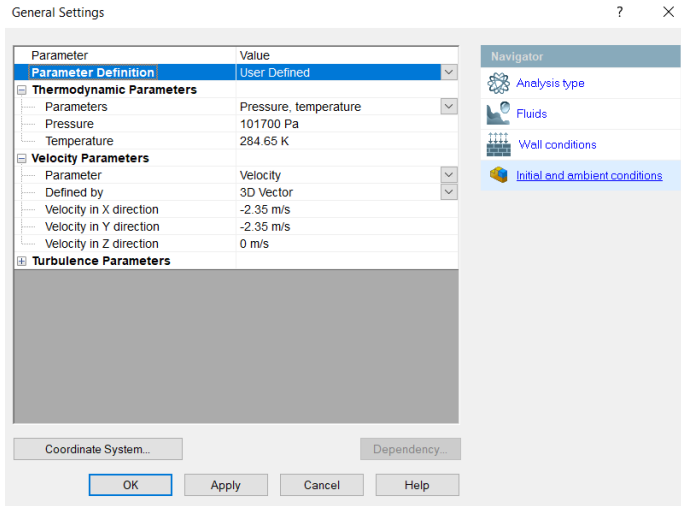 General Settings ? ×
Parameter Value
Parameter Definition User Defined
Thermodynamic Parameters
Parameters Pressure, temperature
Pressure 101700 Pa
Temperature 284.65 K
Velocity Parameters
Parameter Velocity
Defined by 3D Vector
Velocity in X direction -2.35 m/s
Velocity in Y direction -2.35 m/s
Velocity in Z direction 0 m/s
Turbulence Parameters
Coordinate System... Dependency...
OK Apply Cancel Help
Navigator
Analysis type
Fluids
Wall conditions
Initial and ambient conditions